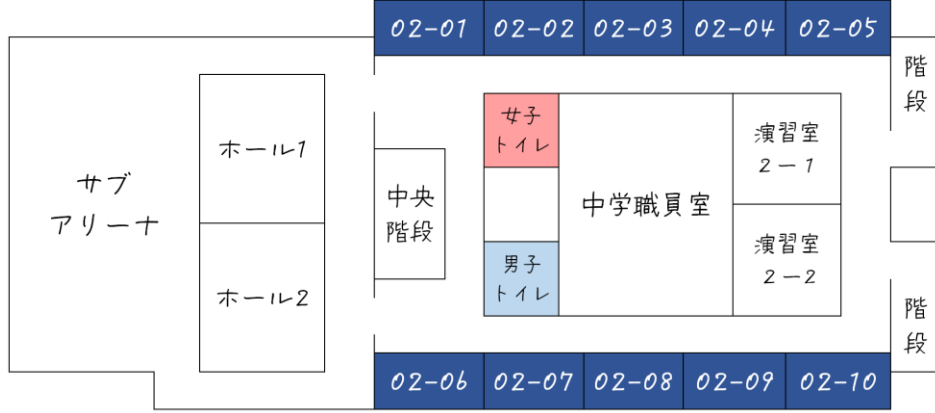 02-01
02-02
02-03
02-04
02-05
階
段
女子
トイレ
演習室
2-1
ホール1
サブ
アリーナ
中央
階段
中学職員室
演習室
2-2
男子
トイレ
ホール2
階
段
02-06
02-07
02-08
02-09
02-10